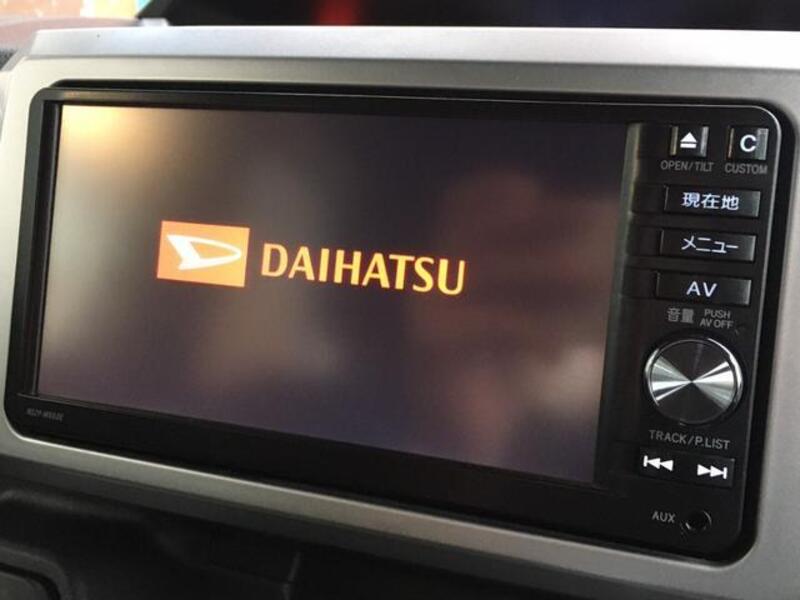 DAIHATSU
OPEN/TILT
C
CUSTOM
現在地
メニュー
AV
音量
PUSH
AV OFF
TRACK/P.LIST
AUX